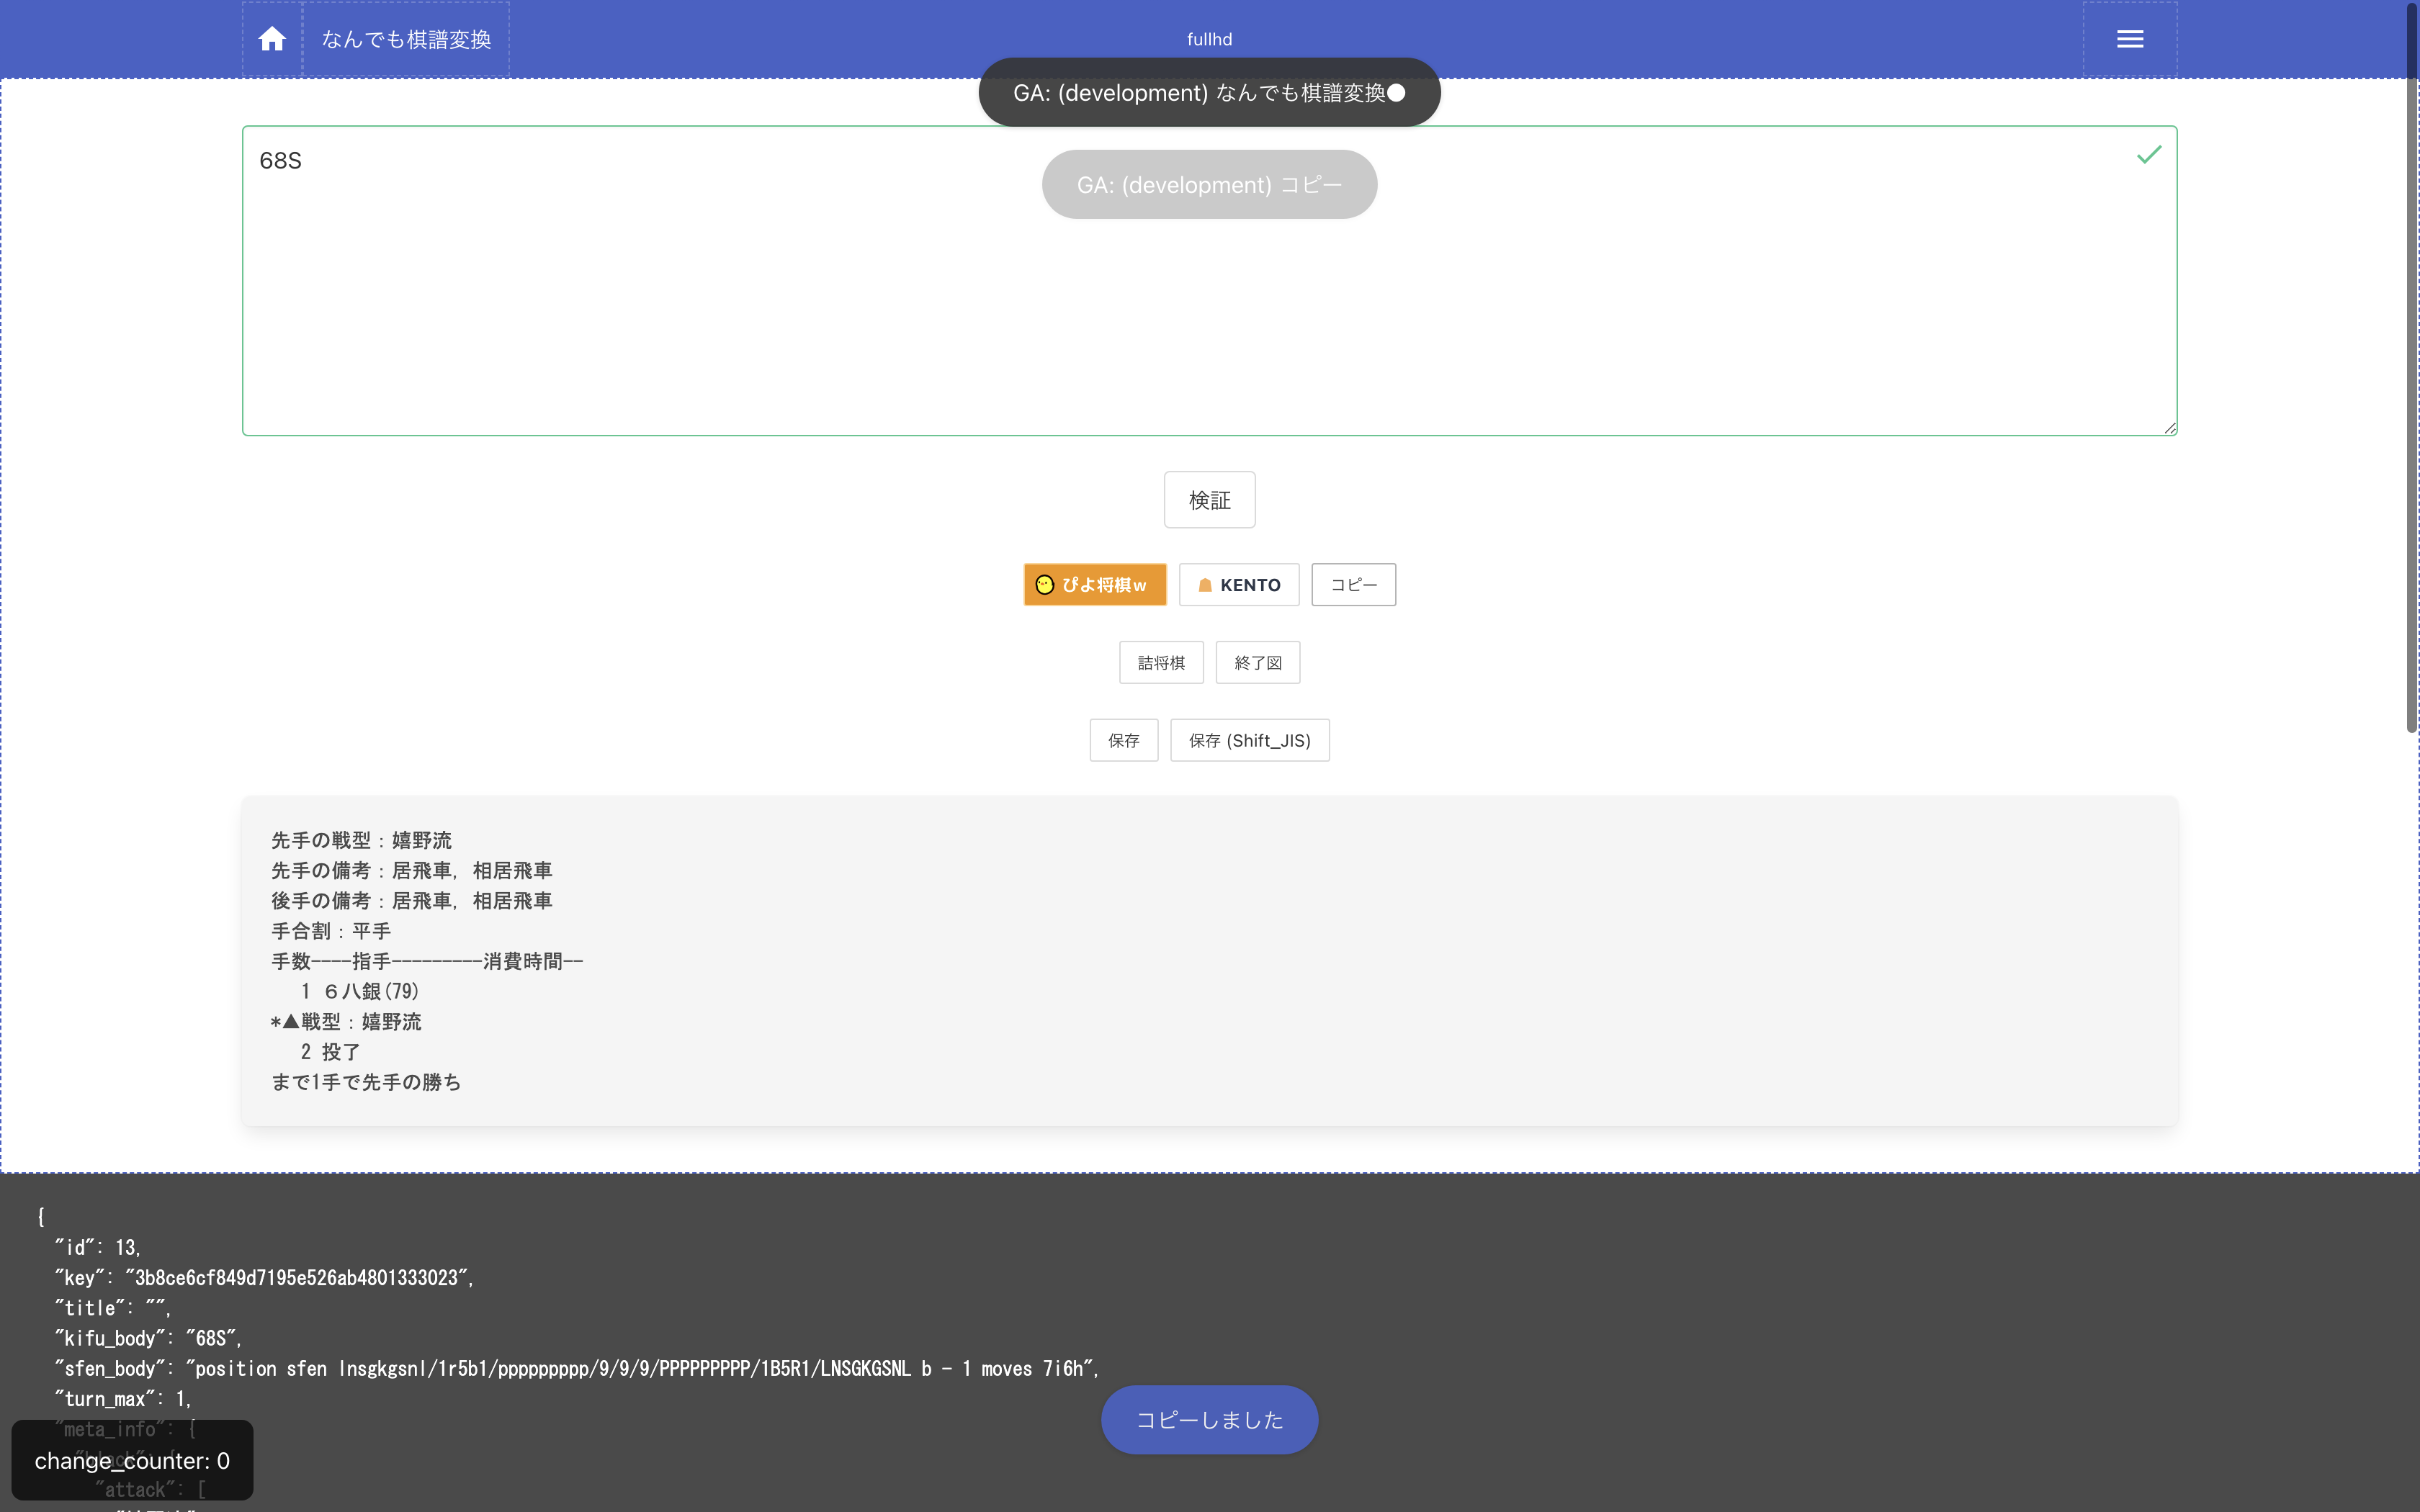 なんでも棋譜変換
fullhd
GA: (development) なんでも棋譜変換
68S
GA: (development) コピー
検証
ぴよ将棋w
KENTO
コピー
詰将棋
終了図
保存
保存 (Shift_JIS)
先手の戦型：嬉野流
先手の備考：居飛車, 相居飛車
後手の備考：居飛車, 相居飛車
手合割：平手
手数----指手---------消費時間--
1 ６八銀(79)
*▲戦型：嬉野流
2 投了
まで1手で先手の勝ち
{
"id": 13,
"key": "3b8ce6cf849d7195e526ab4801333023",
"title": "",
"kifu_body": "68S",
"sfen_body": "position sfen lnsgkgsnl/1r5b1/ppppppppp/9/9/9/PPPPPPPPP/1B5R1/LNSGKGSNL b - 1 moves 7i6h",
"turn_max": 1,
"meta_info": {
"attack": [
change_counter: 0
コピーしました